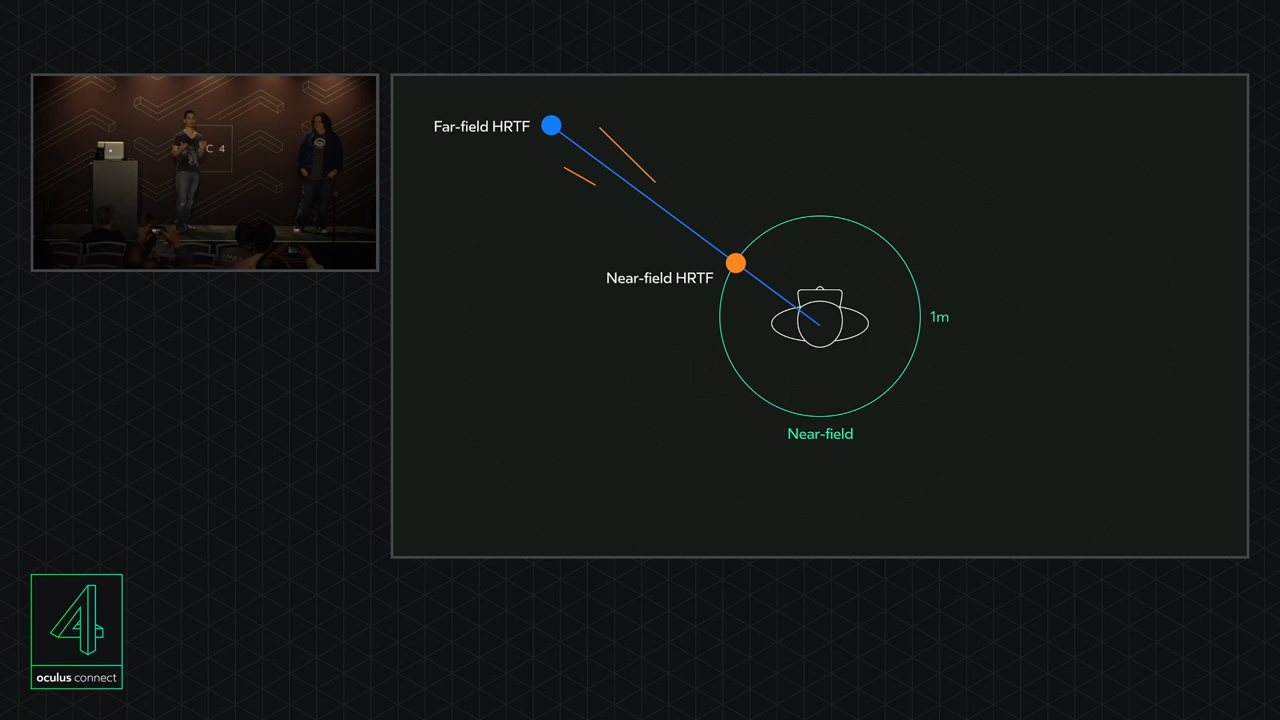 C 4
Far-field HRTF
Near-field HRTF
1m
Near-field
4
oculus connect